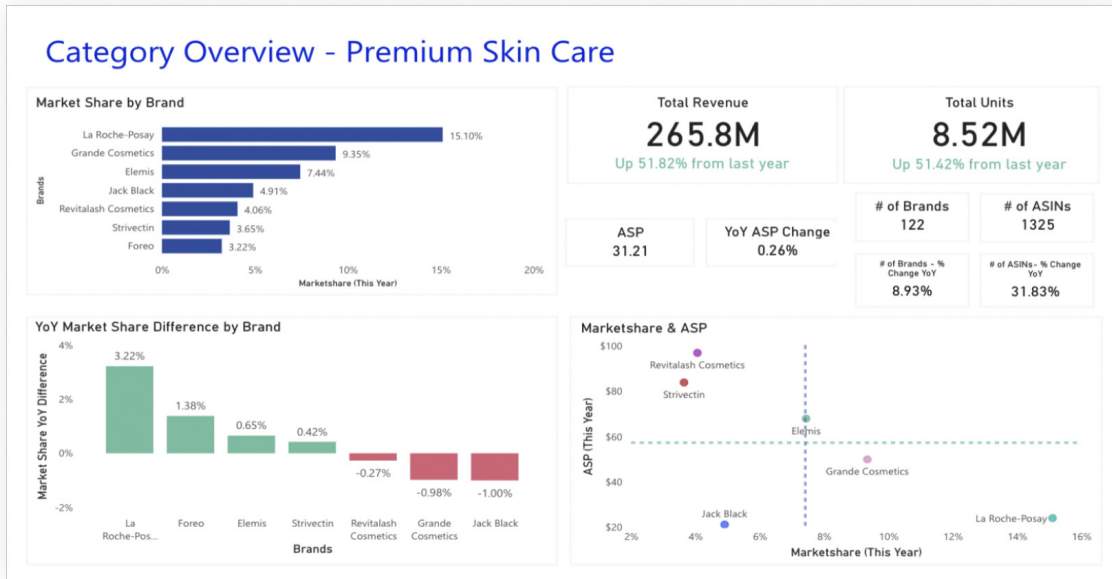 Category Overview - Premium Skin Care
Market Share by Brand
Brands
La Roche-Posay 15.10%
Grande Cosmetics 9.35%
Elemis 7.44%
Jack Black 4.91%
Revitalash Cosmetics 4.06%
Strivectin 3.65%
Foreo 3.22%
0% 5% 10% 15% 20%
Marketshare (This Year)
Total Revenue
265.8M
Up 51.82% from last year
Total Units
8.52M
Up 51.42% from last year
ASP
31.21
YoY ASP Change
0.26%
# of Brands
122
# of ASINs
1325
# of Brands - %
Change YoY
8.93%
# of ASINs- % Change
YoY
31.83%
YoY Market Share Difference by Brand
Market Share YoY Difference
4%
2%
0%
-2%
3.22%
1.38%
0.65%
0.42%
-0.27%
-0.98%
-1.00%
La
Roche-Pos...
Foreo
Elemis
Strivectin
Revitalash
Cosmetics
Grande
Cosmetics
Jack Black
Brands
Marketshare & ASP
ASP (This Year)
$100
$80
$60
$40
$20
Revitalash Cosmetics
Strivectin
Elemis
Grande Cosmetics
Jack Black
La Roche-Posay
2% 4% 6% 8% 10% 12% 14% 16%
Marketshare (This Year)